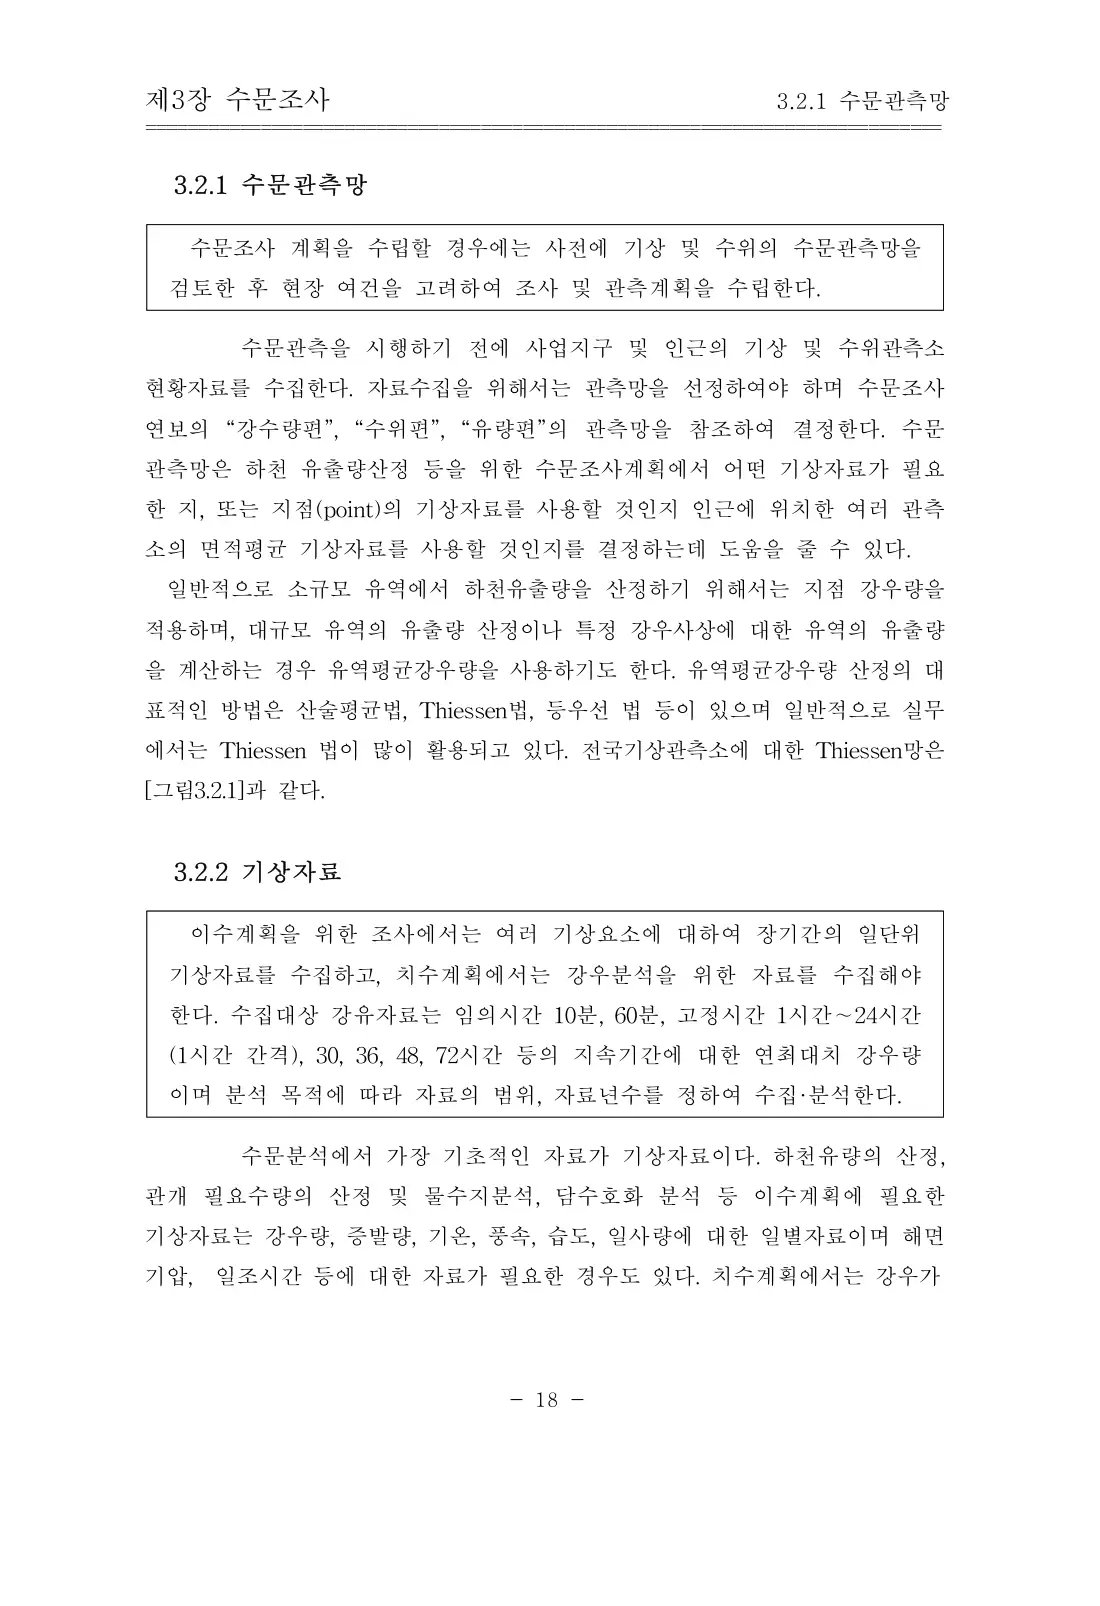 제3장 수문조사
3.2.1 수문관측망
3.2.1 수문관측망
수문조사 계획을 수립할 경우에는 사전에 기상 및 수위의 수문관측망을
검토한 후 현장 여건을 고려하여 조사 및 관측계획을 수립한다.
수문관측을 시행하기 전에 사업지구 및 인근의 기상 및 수위관측소
현황자료를 수집한다. 자료수집을 위해서는 관측망을 선정하여야 하며 수문조사
연보의 “강수량편”, “수위편”, “유량편”의 관측망을 참조하여 결정한다. 수문
관측망은 하천 유출량산정 등을 위한 수문조사계획에서 어떤 기상자료가 필요
한 지, 또는 지점(point)의 기상자료를 사용할 것인지 인근에 위치한 여러 관측
소의 면적평균 기상자료를 사용할 것인지를 결정하는데 도움을 줄 수 있다.
일반적으로 소규모 유역에서 하천유출량을 산정하기 위해서는 지점 강우량을
적용하며, 대규모 유역의 유출량 산정이나 특정 강우사상에 대한 유역의 유출량
을 계산하는 경우 유역평균강우량을 사용하기도 한다. 유역평균강우량 산정의 대
표적인 방법은 산술평균법, Thiessen법, 등우선 법 등이 있으며 일반적으로 실무
에서는 Thiessen 법이 많이 활용되고 있다. 전국기상관측소에 대한 Thiessen망은
[그림3.2.1]과 같다.
3.2.2 기상자료
이수계획을 위한 조사에서는 여러 기상요소에 대하여 장기간의 일단위
기상자료를 수집하고, 치수계획에서는 강우분석을 위한 자료를 수집해야
한다. 수집대상 강유자료는 임의시간 10분, 60분, 고정시간 1시간～24시간
(1시간 간격), 30, 36, 48, 72시간 등의 지속기간에 대한 연최대치 강우량
이며 분석 목적에 따라 자료의 범위, 자료년수를 정하여 수집·분석한다.
수문분석에서 가장 기초적인 자료가 기상자료이다. 하천유량의 산정,
관개 필요수량의 산정 및 물수지분석, 담수호화 분석 등 이수계획에 필요한
기상자료는 강우량, 증발량, 기온, 풍속, 습도, 일사량에 대한 일별자료이며 해면
기압, 일조시간 등에 대한 자료가 필요한 경우도 있다. 치수계획에서는 강우가
- 18 -